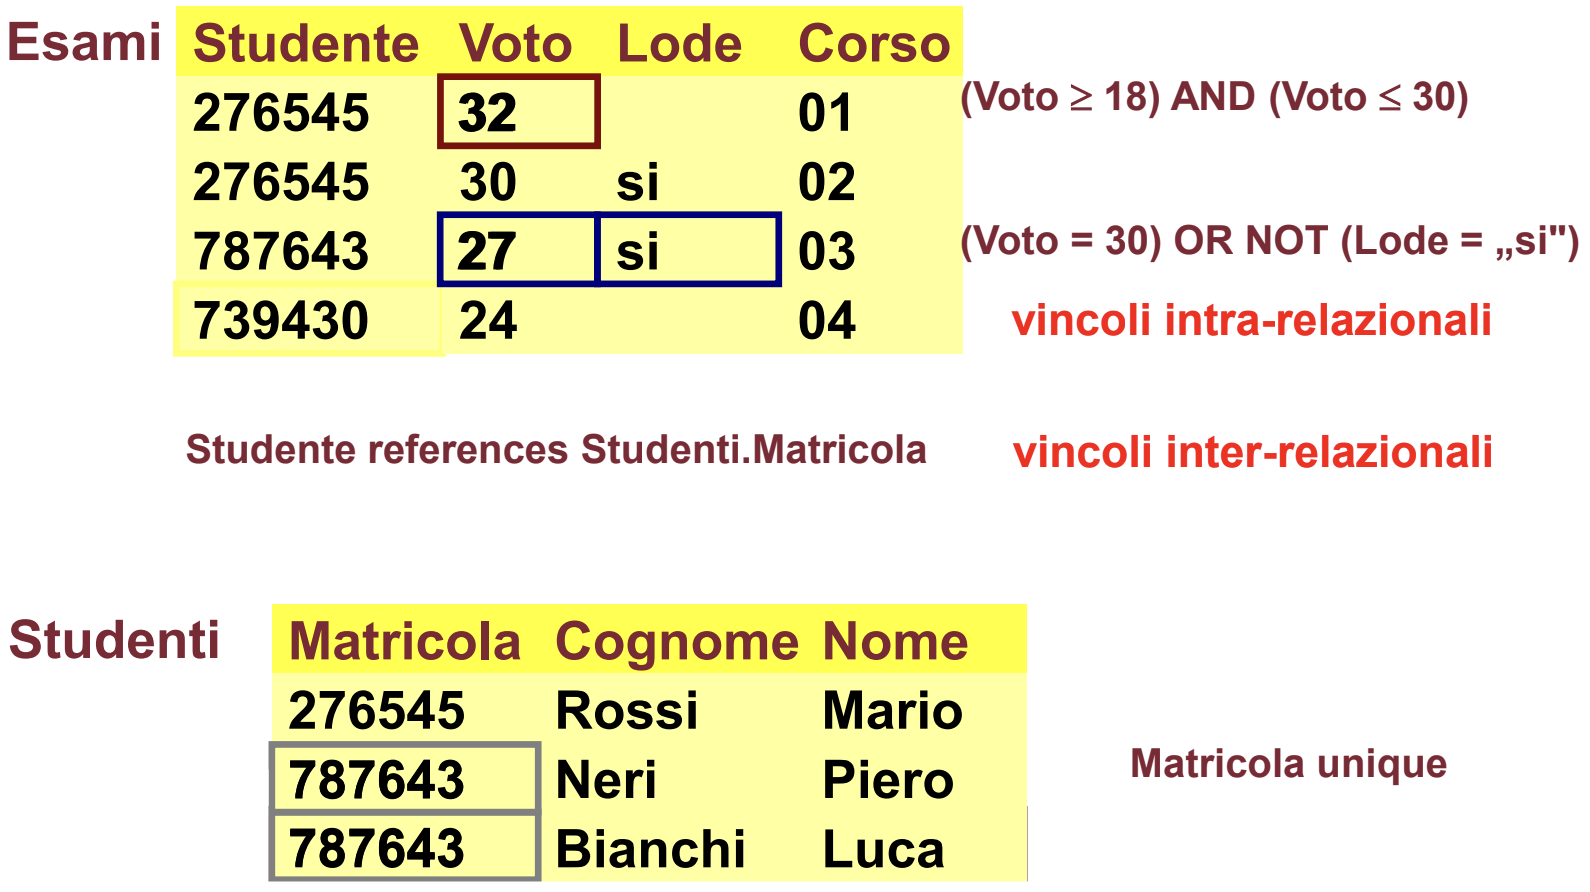 Esami Studente Voto Lode Corso
276545 32 01 (Voto ≥ 18) AND (Voto ≤ 30)
276545 30 si 02
787643 27 si 03 (Voto = 30) OR NOT (Lode = „si")
739430 24 04 vincoli intra-relazionali
Studente references Studenti.Matricola vincoli inter-relazionali
Studenti Matricola Cognome Nome
276545 Rossi Mario
787643 Neri Piero Matricola unique
787643 Bianchi Luca